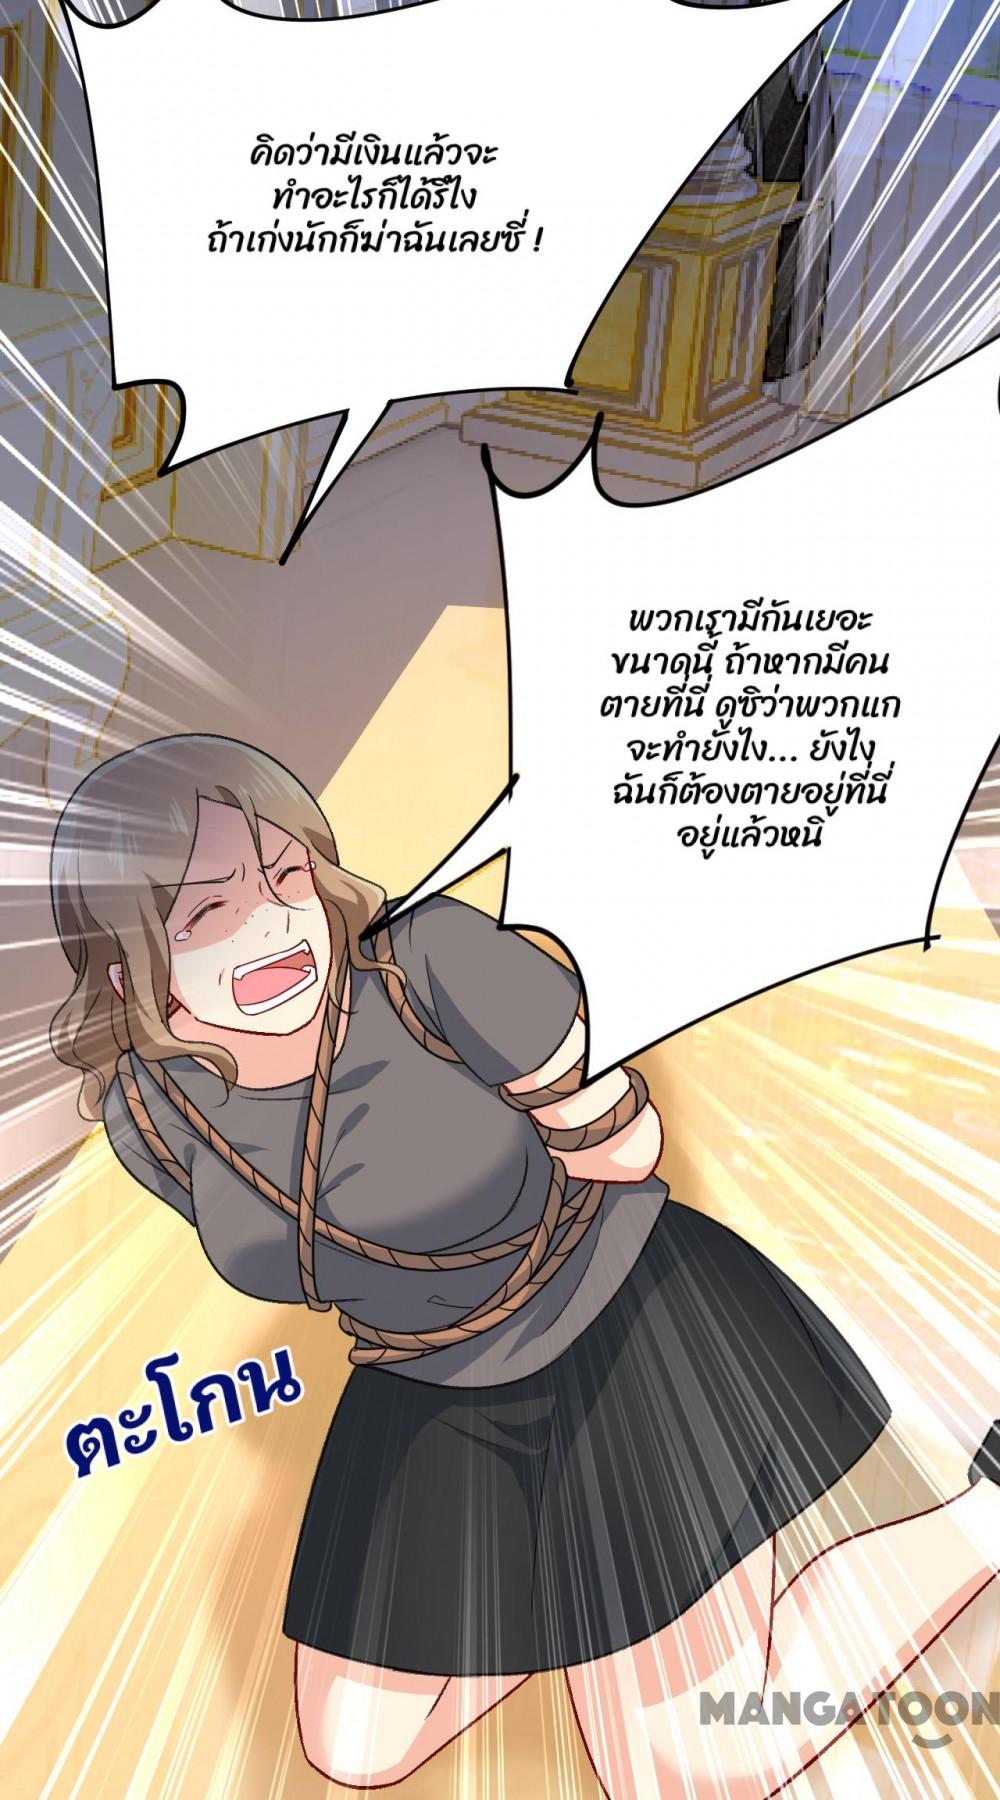 คิดว่ามีเงินแล้วจะ
ทำอะไรก็ได้รึไง
ถ้าเก่งนักก็ฆ่าฉันเลยซี่ !
พวกเรามีกันเยอะ
ขนาดนี้ ถ้าหากมีคน
ตายที่นี่ ดูซิว่าพวกแก
จะทำยังไง... ยังไง
ฉันก็ต้องตายอยู่ที่นี่
อยู่แล้วหนิ
ตะโกน
MANGATOON